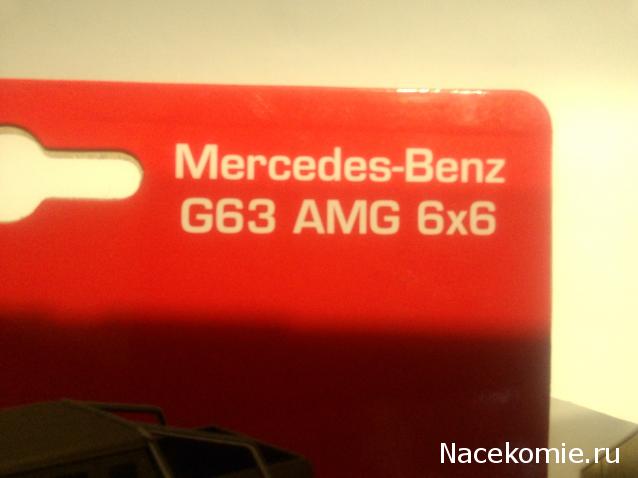 Mercedes-Benz
G63 AMG 6x6
Nacekomie.ru